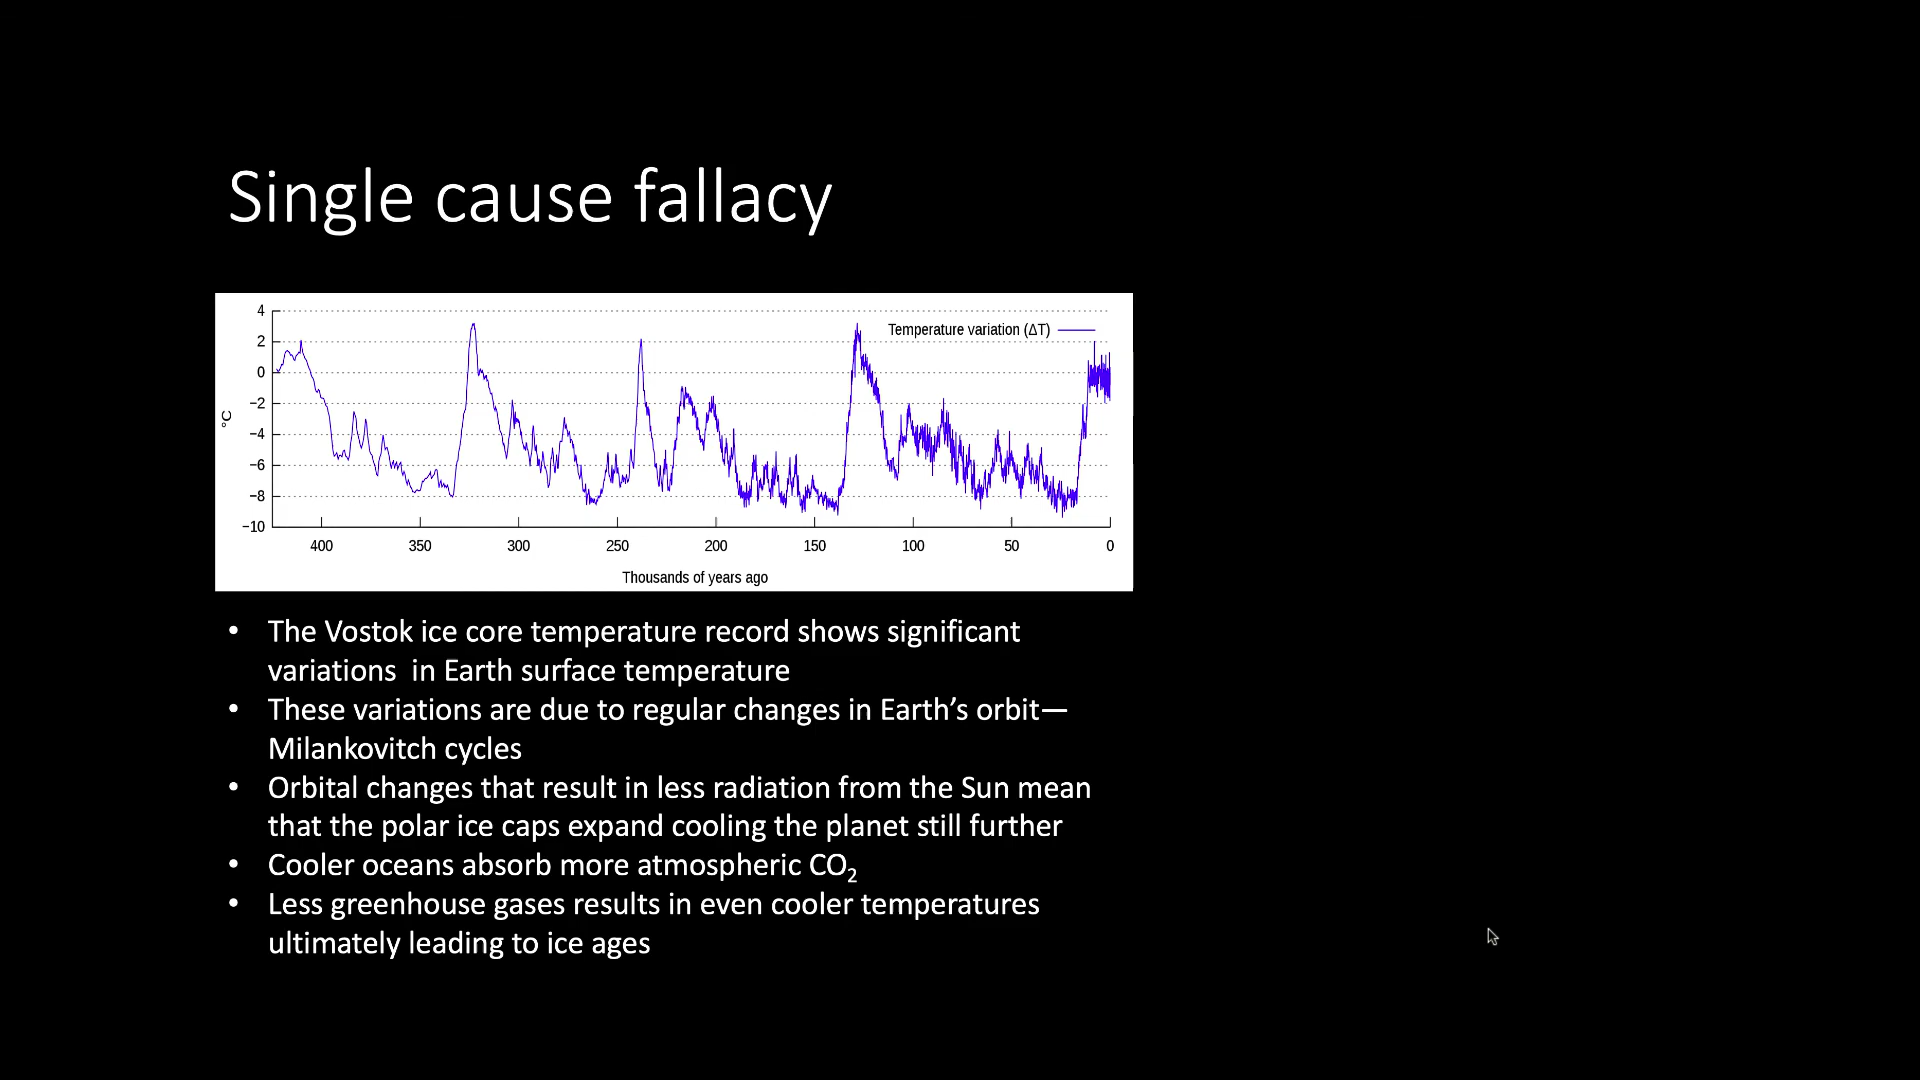 Single cause fallacy
4
2
0
−2
−4
−6
−8
−10
°C
Temperature variation (ΔT)
400 350 300 250 200 150 100 50 0
Thousands of years ago
• The Vostok ice core temperature record shows significant
variations  in Earth surface temperature
• These variations are due to regular changes in Earth’s orbit—
Milankovitch cycles
• Orbital changes that result in less radiation from the Sun mean
that the polar ice caps expand cooling the planet still further
• Cooler oceans absorb more atmospheric CO₂
• Less greenhouse gases results in even cooler temperatures
ultimately leading to ice ages